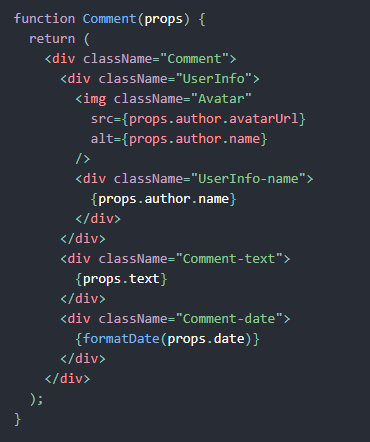 function Comment(props) {
  return (
    <div className="Comment">
      <div className="UserInfo">
        <img className="Avatar"
          src={props.author.avatarUrl}
          alt={props.author.name}
        />
        <div className="UserInfo-name">
          {props.author.name}
        </div>
      </div>
      <div className="Comment-text">
        {props.text}
      </div>
      <div className="Comment-date">
        {formatDate(props.date)}
      </div>
    </div>
  );
}